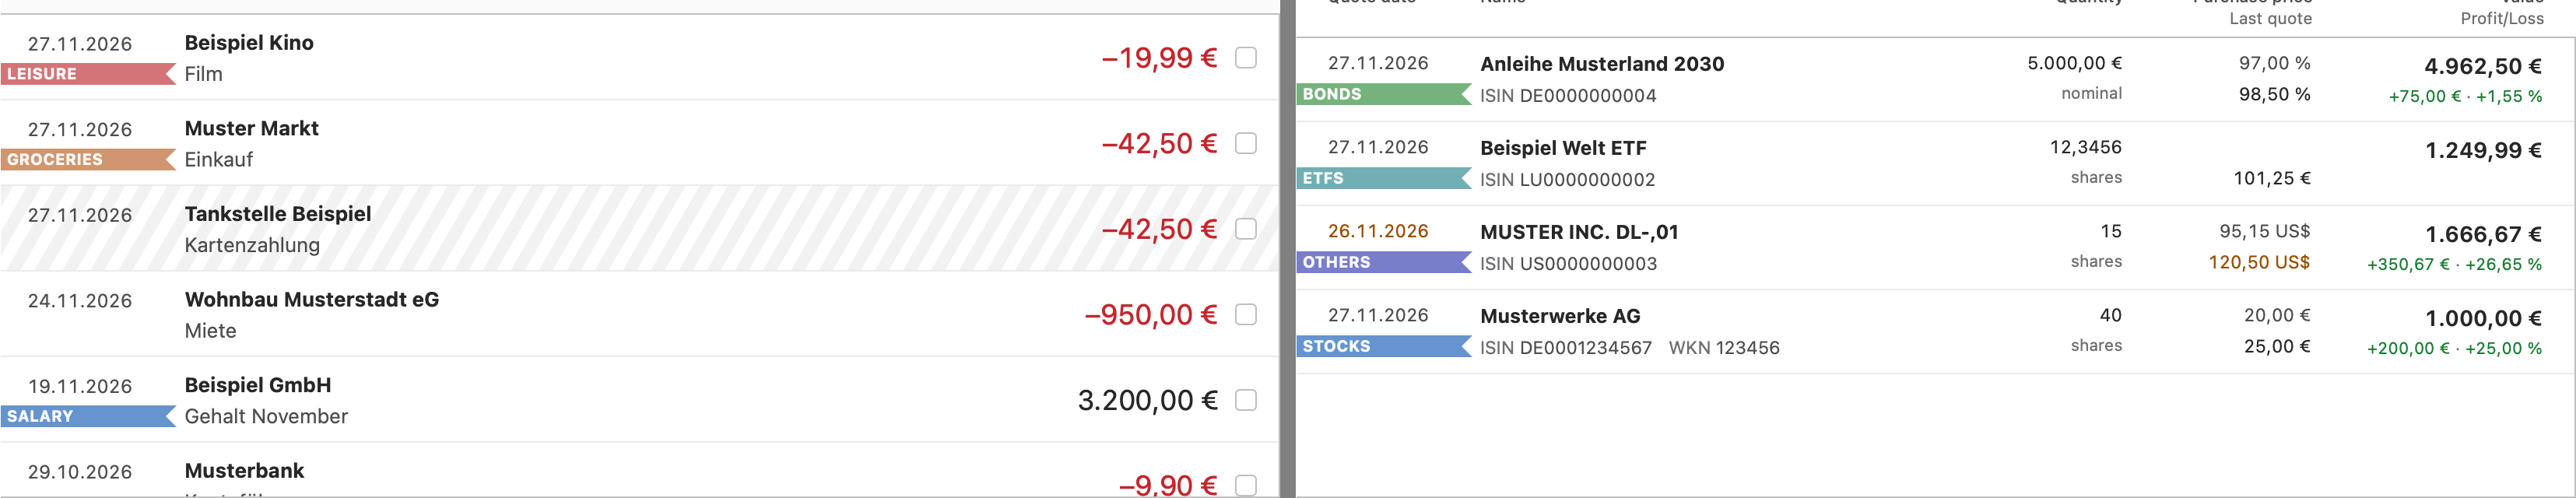 27.11.2026 Beispiel Kino –19,99 €
LEISURE Film
27.11.2026 Muster Markt –42,50 €
GROCERIES Einkauf
27.11.2026 Tankstelle Beispiel –42,50 €
Kartenzahlung
24.11.2026 Wohnbau Musterstadt eG –950,00 €
Miete
19.11.2026 Beispiel GmbH 3.200,00 €
SALARY Gehalt November
29.10.2026 Musterbank –9,90 €
Last quote Profit/Loss
27.11.2026 Anleihe Musterland 2030 5.000,00 € 97,00 % 4.962,50 €
BONDS ISIN DE0000000004 nominal 98,50 % +75,00 € · +1,55 %
27.11.2026 Beispiel Welt ETF 12,3456 1.249,99 €
ETFS ISIN LU0000000002 shares 101,25 €
26.11.2026 MUSTER INC. DL-,01 15 95,15 US$ 1.666,67 €
OTHERS ISIN US0000000003 shares 120,50 US$ +350,67 € · +26,65 %
27.11.2026 Musterwerke AG 40 20,00 € 1.000,00 €
STOCKS ISIN DE0001234567 WKN 123456 shares 25,00 € +200,00 € · +25,00 %